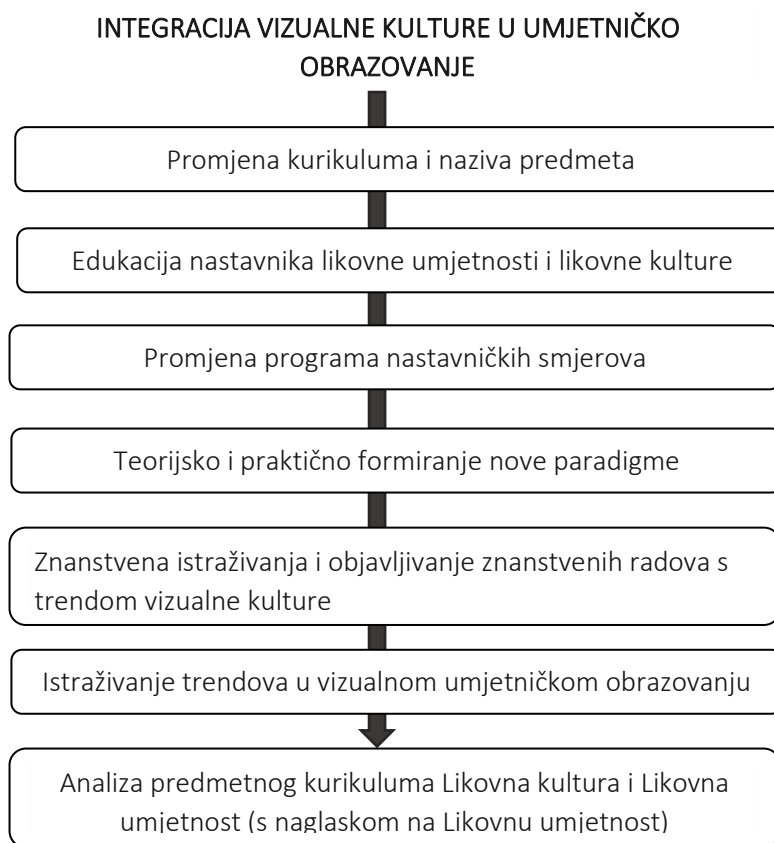 INTEGRACIJA VIZUALNE KULTURE U UMJETNIČKO
OBRAZOVANJE
Promjena kurikuluma i naziva predmeta
Edukacija nastavnika likovne umjetnosti i likovne kulture
Promjena programa nastavničkih smjerova
Teorijsko i praktično formiranje nove paradigme
Znanstvena istraživanja i objavljivanje znanstvenih radova s
trendom vizualne kulture
Istraživanje trendova u vizualnom umjetničkom obrazovanju
Analiza predmetnog kurikuluma Likovna kultura i Likovna
umjetnost (s naglaskom na Likovnu umjetnost)